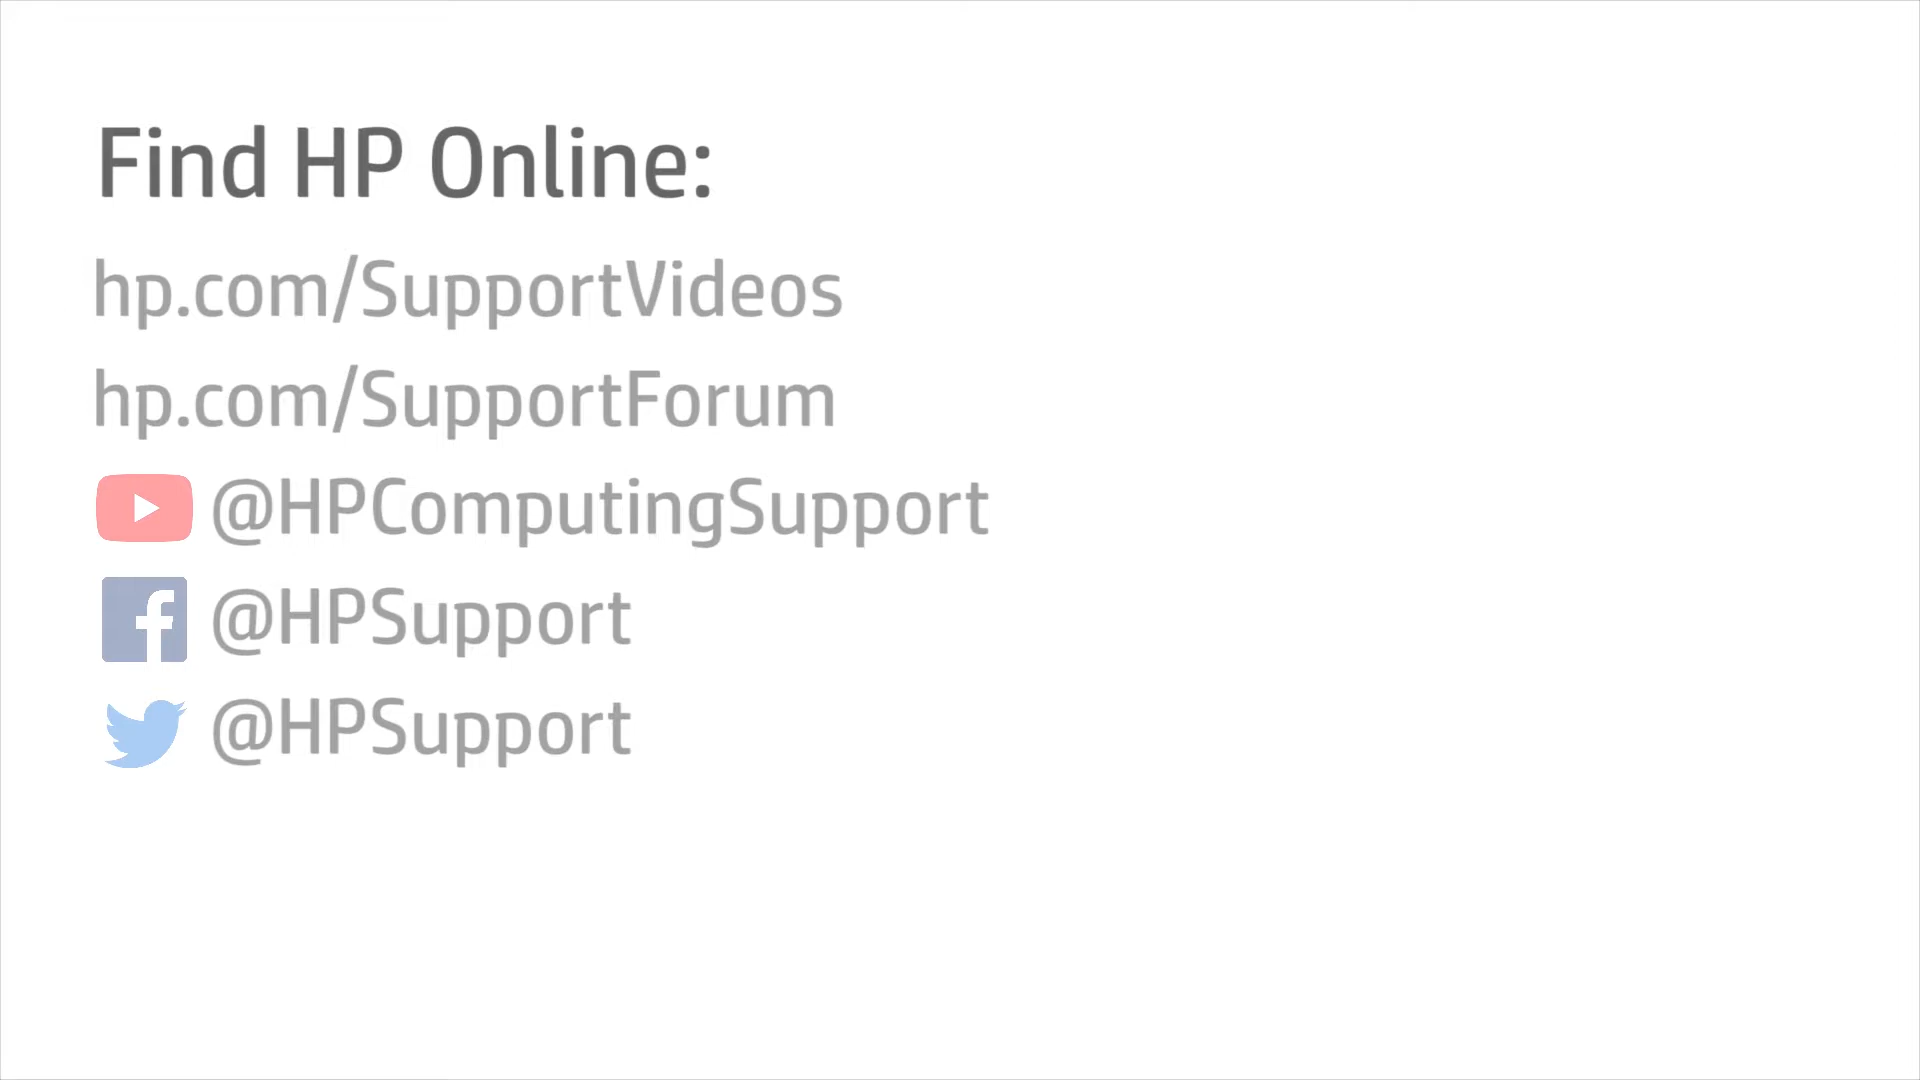 Find HP Online:
hp.com/SupportVideos
hp.com/SupportForum
@HPComputingSupport
@HPSupport
@HPSupport